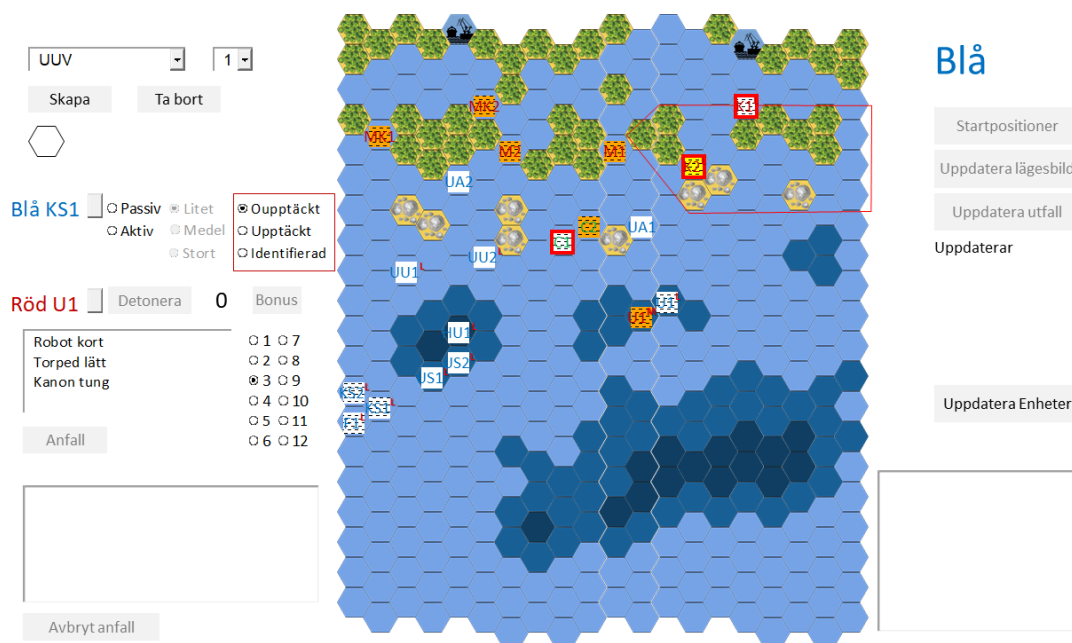 UUV
1
Skapa
Ta bort
Blå KS1
Passiv
Aktiv
Litet
Medel
Stort
Oupptäckt
Upptäckt
Identifierad
Röd U1
Detonera
0
Bonus
Robot kort
Torped lätt
Kanon tung
1 7
2 8
3 9
4 10
5 11
6 12
Anfall
Avbryt anfall
MK2
MK1
M2
M1
UA2
UA1
UU2
UU1
HU1
US2
US1
KS2
KS1
Blå
Startpositioner
Uppdatera lägesbild
Uppdatera utfall
Uppdaterar
Uppdatera Enheter